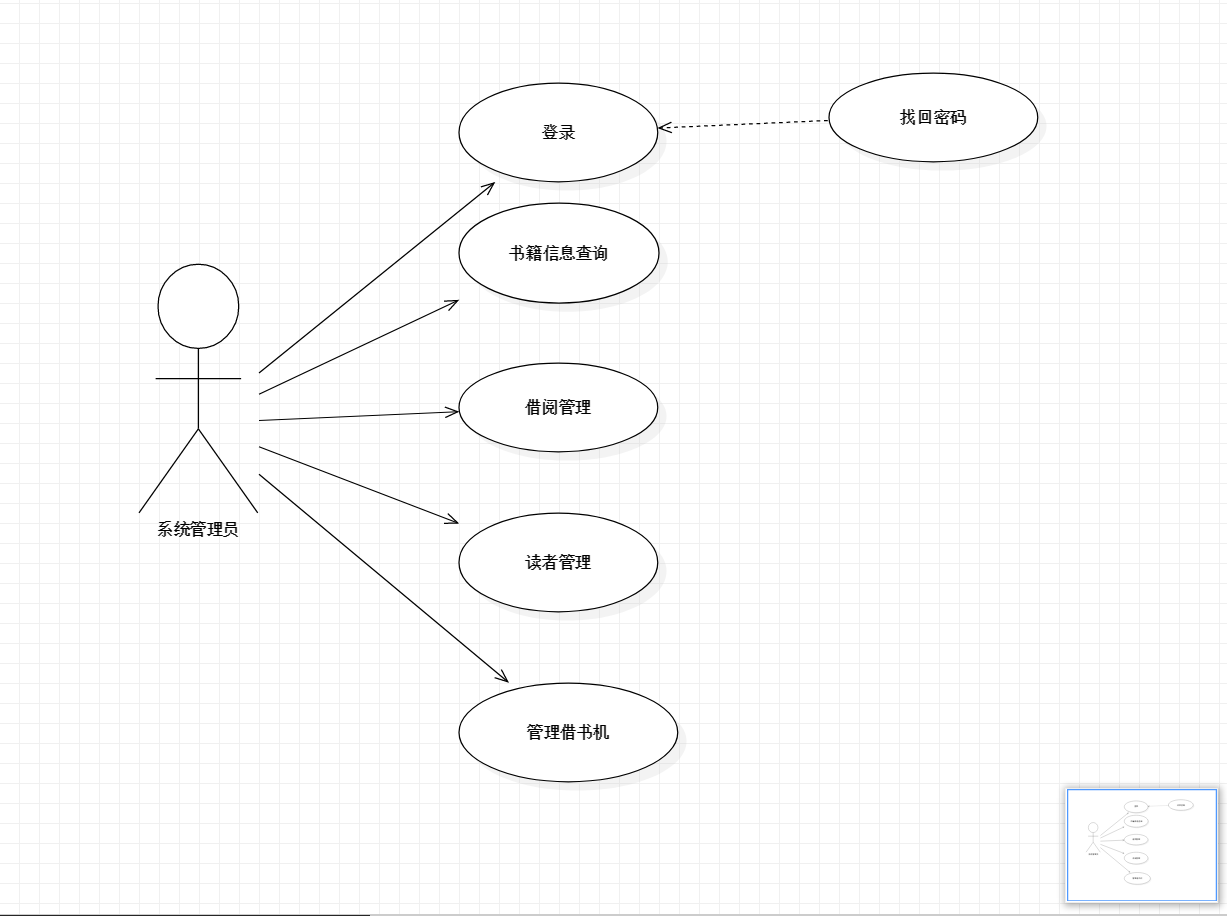 找回密码
登录
书籍信息查询
借阅管理
系统管理员
读者管理
管理借书机